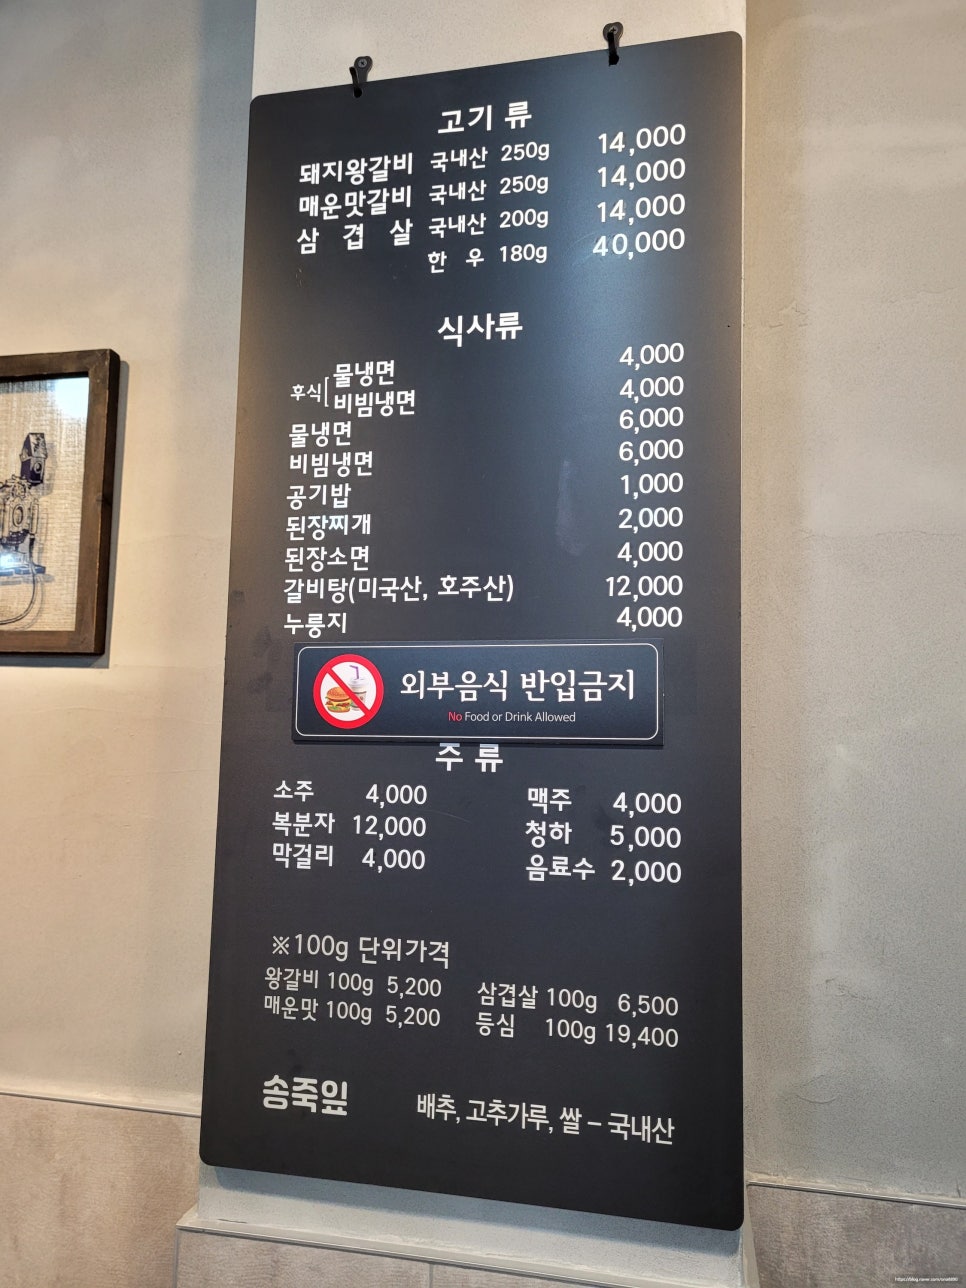 고기 류
돼지왕갈비 국내산 250g 14,000
매운맛갈비 국내산 250g 14,000
삼 겹 살 국내산 200g 14,000
한 우 180g 40,000
식사류
후식[물냉면 4,000
비빔냉면 4,000
물냉면 6,000
비빔냉면 6,000
공기밥 1,000
된장찌개 2,000
된장소면 4,000
갈비탕(미국산, 호주산) 12,000
누룽지 4,000
외부음식 반입금지
No Food or Drink Allowed
주 류
소주 4,000 맥주 4,000
복분자 12,000 청하 5,000
막걸리 4,000 음료수 2,000
※100g 단위가격
왕갈비 100g 5,200 삼겹살 100g 6,500
매운맛 100g 5,200 등심 100g 19,400
송죽잎
배추, 고추가루, 쌀 – 국내산